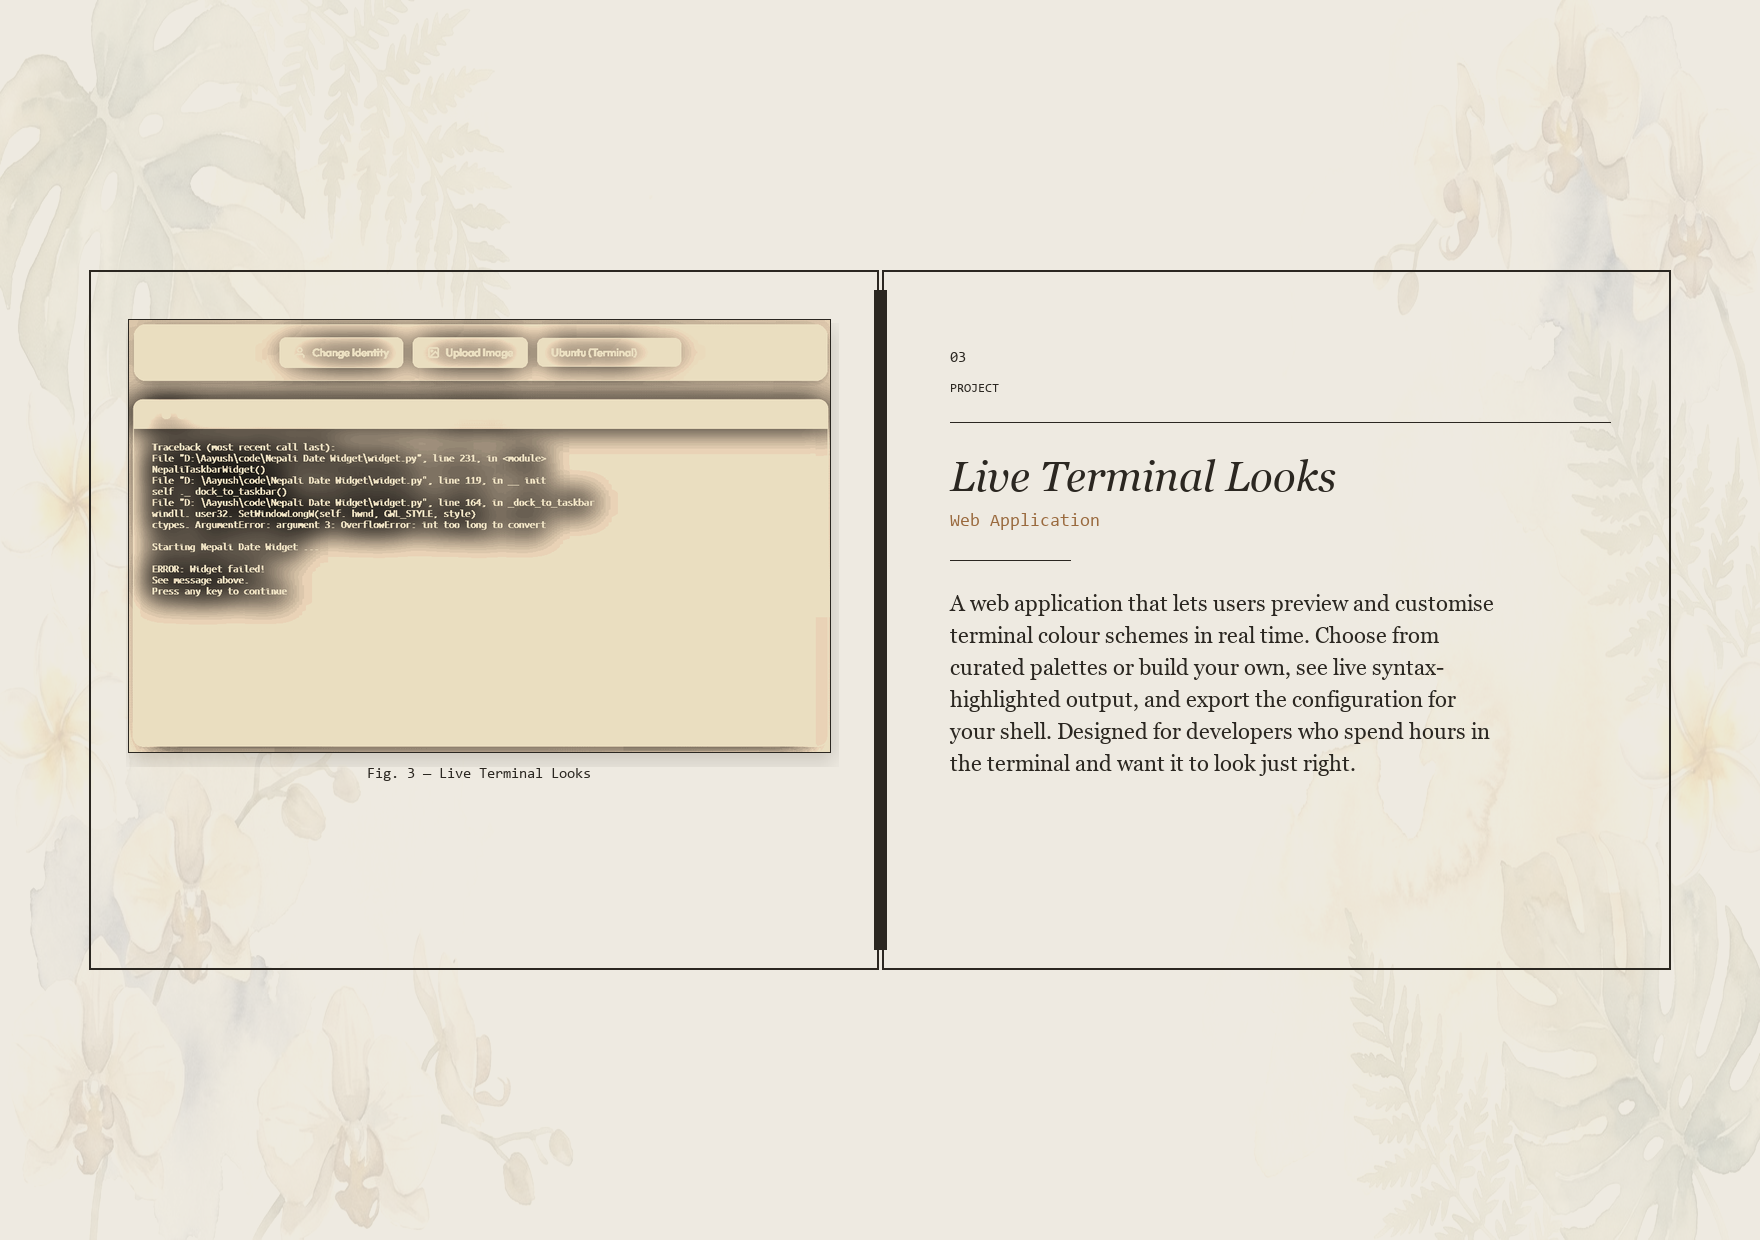 Change Identity
Upload Image
Ubuntu (Terminal)
Traceback (most recent call last):
File "D:\Aayush\code\Nepali Date Widget\widget.py", line 231, in <module>
NepaliTaskbarWidget()
File "D:\Aayush\code\Nepali Date Widget\widget.py", line 119, in __ init
self ._ dock_to_taskbar()
File "D: \Aayush\code\Nepali Date Widget\widget.py", line 164, in _dock_to_taskbar
windll. user32. SetWindowLongW(self. hwnd, GWL_STYLE, style)
ctypes. ArgumentError: argument 3: OverflowError: int too long to convert
Starting Nepali Date Widget ...
ERROR: Widget failed!
See message above.
Press any key to continue
Fig. 3 — Live Terminal Looks
03
PROJECT
Live Terminal Looks
Web Application
A web application that lets users preview and customise
terminal colour schemes in real time. Choose from
curated palettes or build your own, see live syntax-
highlighted output, and export the configuration for
your shell. Designed for developers who spend hours in
the terminal and want it to look just right.